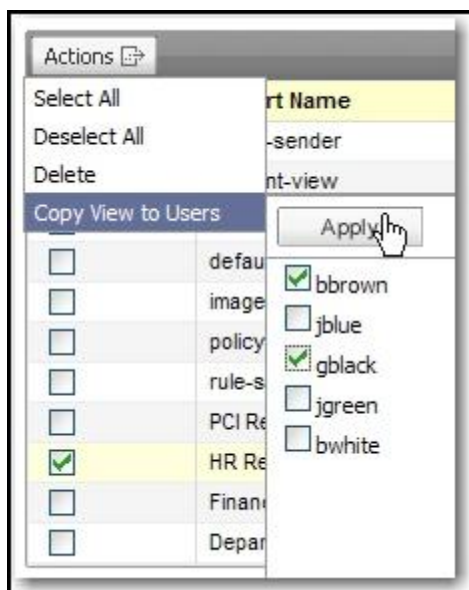 Actions
Select All
Deselect All
Delete
Copy View to Users
rt Name
-sender
nt-view
Apply
defau
image
policy
rule-s
PCI Re
HR Re
Finan
Depar
bbrown
jblue
gblack
jgreen
bwhite